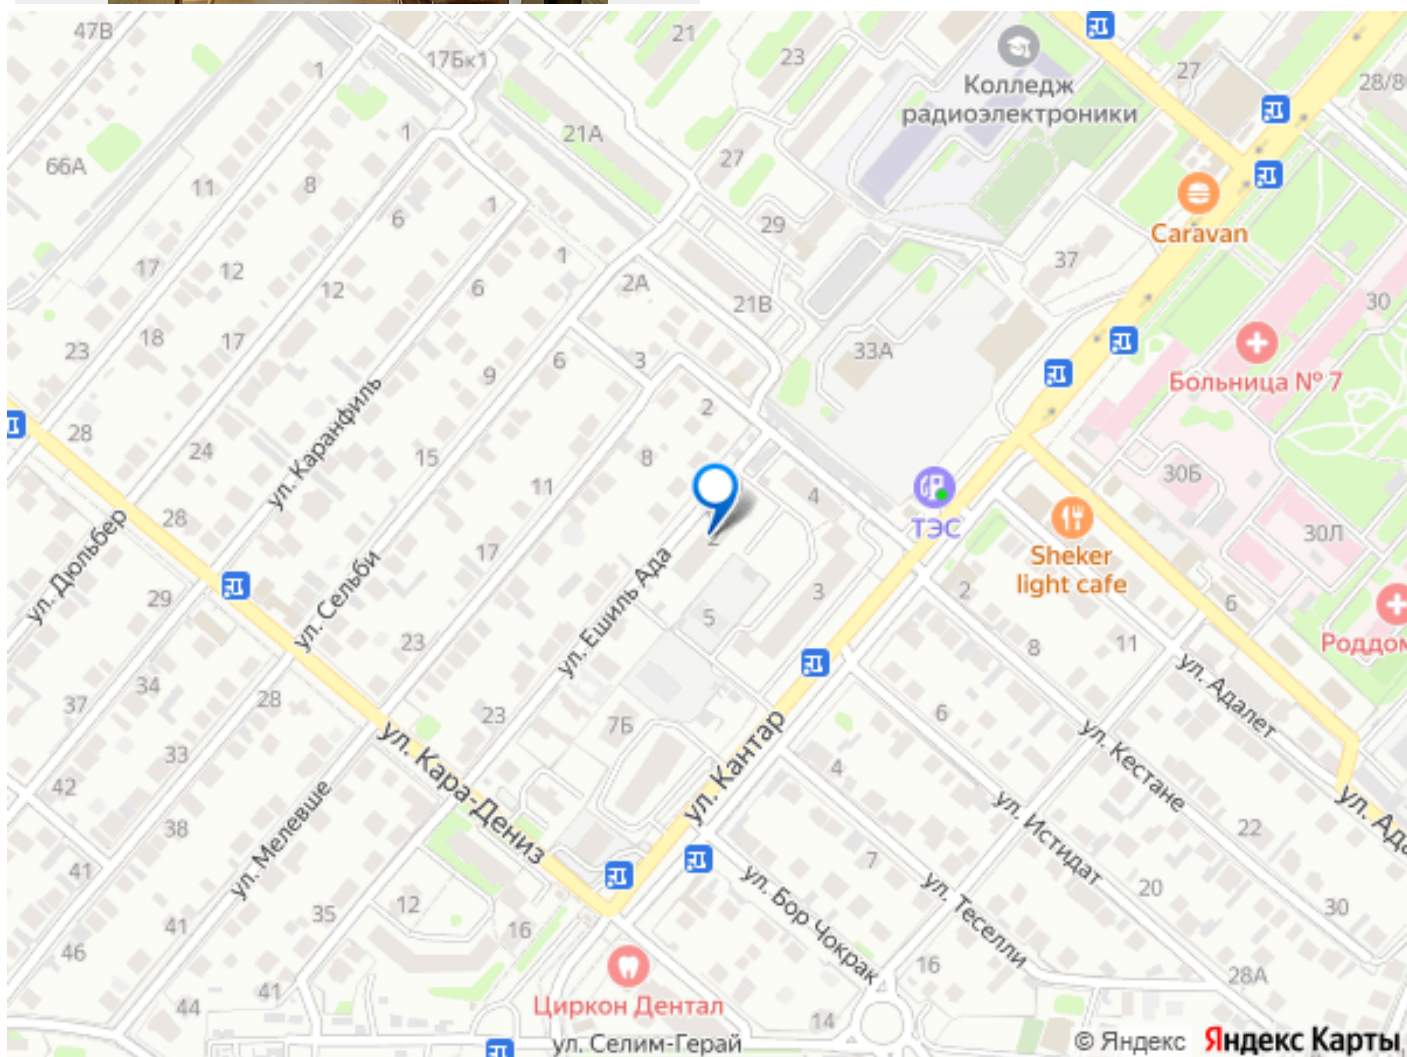 47В
17Бк1
21
23
Колледж
радиоэлектроники
27
28/8
1
1
21А
27
66А
11
8
6
1
29
Caravan
37
17
12
12
1
6
2А
21В
30
23
18
17
9
6
3
33А
Больница № 7
28
24
ул. Каранфиль
15
2
8
11
30Б
28
4
ТЭС
Sheker
light cafe
30Л
ул. Дюльбер
29
ул. Сельби
17
2
ул. Ешиль Ада
3
2
6
Роддом
23
5
8
11
ул. Адалет
34
37
28
23
7Б
6
33
ул. Кара-Дениз
ул. Кантар
4
ул. Кестане
42
ул. Мелевше
38
ул. Истидат
22
ул. Ада
41
7
20
ул. Бор Чокрак
ул. Теселли
30
12
35
41
16
46
16
28А
41
44
Циркон Дентал
14
ул. Селим-Герай
© Яндекс Яндекс Карты